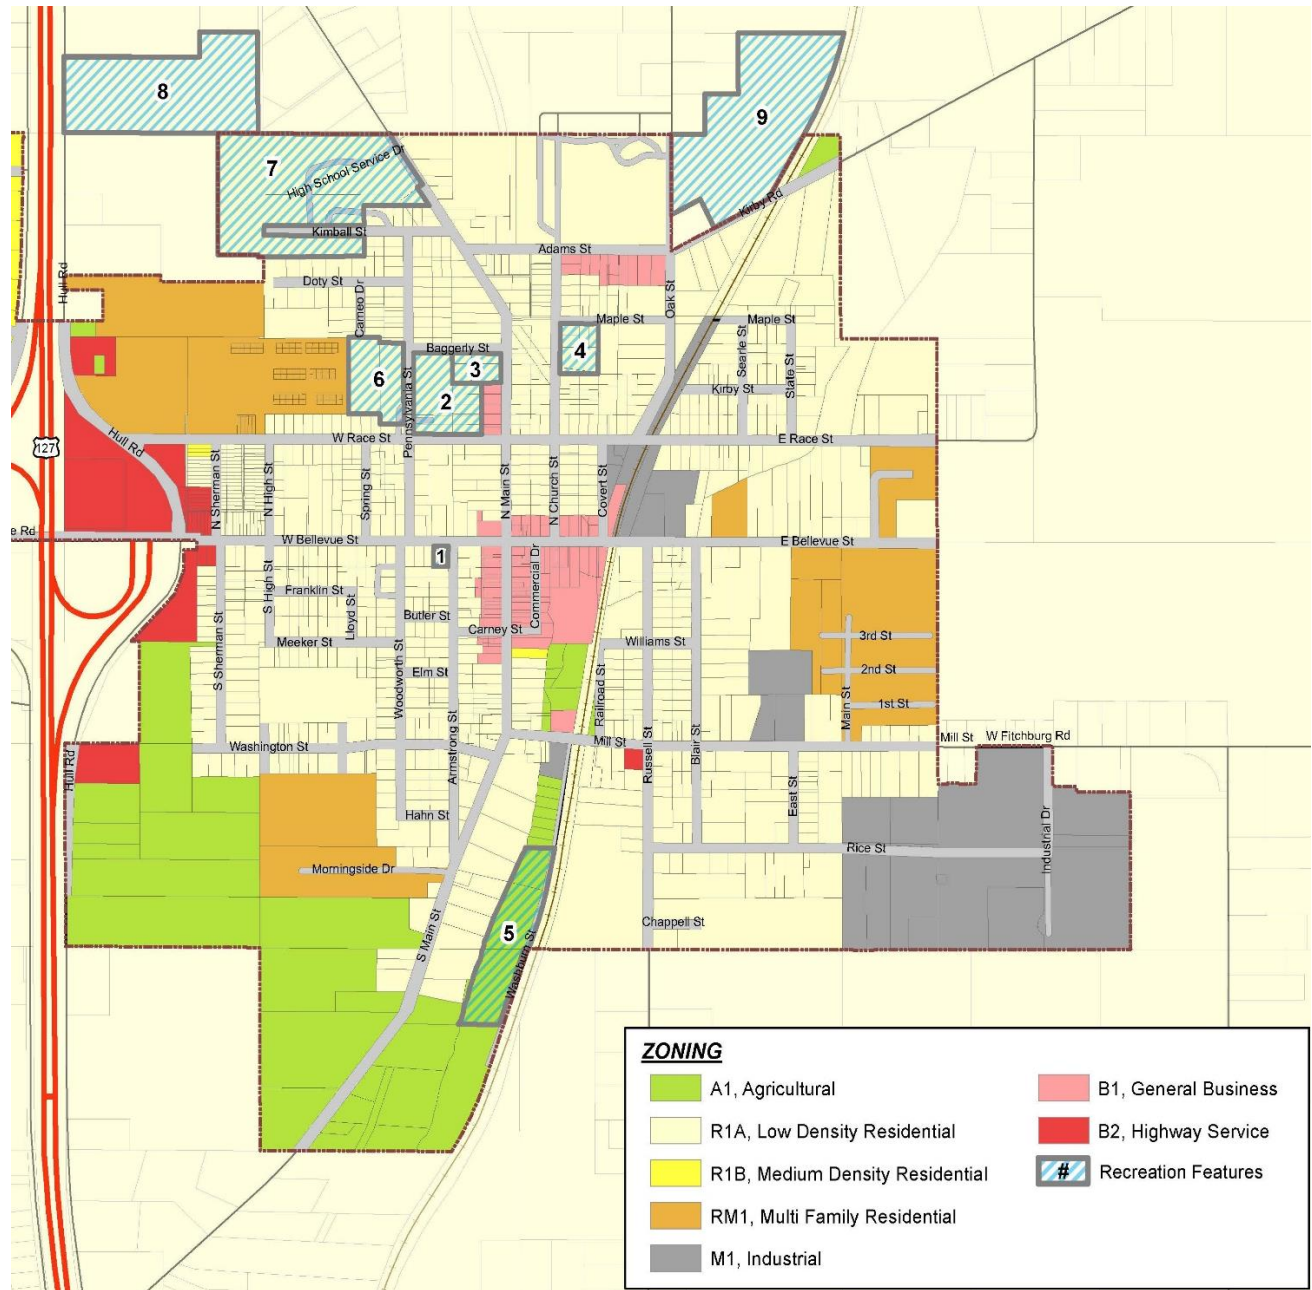 8
9
7
High School Service Dr
Kimball St
Kirby Rd
Adams St
Hull Rd
Doty St
Cameo Dr
Oak St
Maple St
Maple St
Searle St
State St
Baggerly St
4
3
6
2
Pennsylvania St
Kirby St
127
Hull Rd
W Race St
E Race St
N Sherman St
N High St
Spring St
N Main St
N Church St
Covert St
e Rd
W Bellevue St
E Bellevue St
1
S High St
Franklin St
Lloyd St
Butler St
Commercial Dr
Carney St
Meeker St
Williams St
3rd St
S Sherman St
Woodworth St
Elm St
2nd St
Railroad St
Main St
1st St
Armstrong St
Washington St
Mill St
Mill St
W Fitchburg Rd
Hull Rd
Russell St
Blair St
East St
Hahn St
Industrial Dr
Rice St
Morningside Dr
Chappell St
S Main St
5
Washburn St
ZONING
A1, Agricultural
R1A, Low Density Residential
R1B, Medium Density Residential
RM1, Multi Family Residential
M1, Industrial
B1, General Business
B2, Highway Service
# Recreation Features